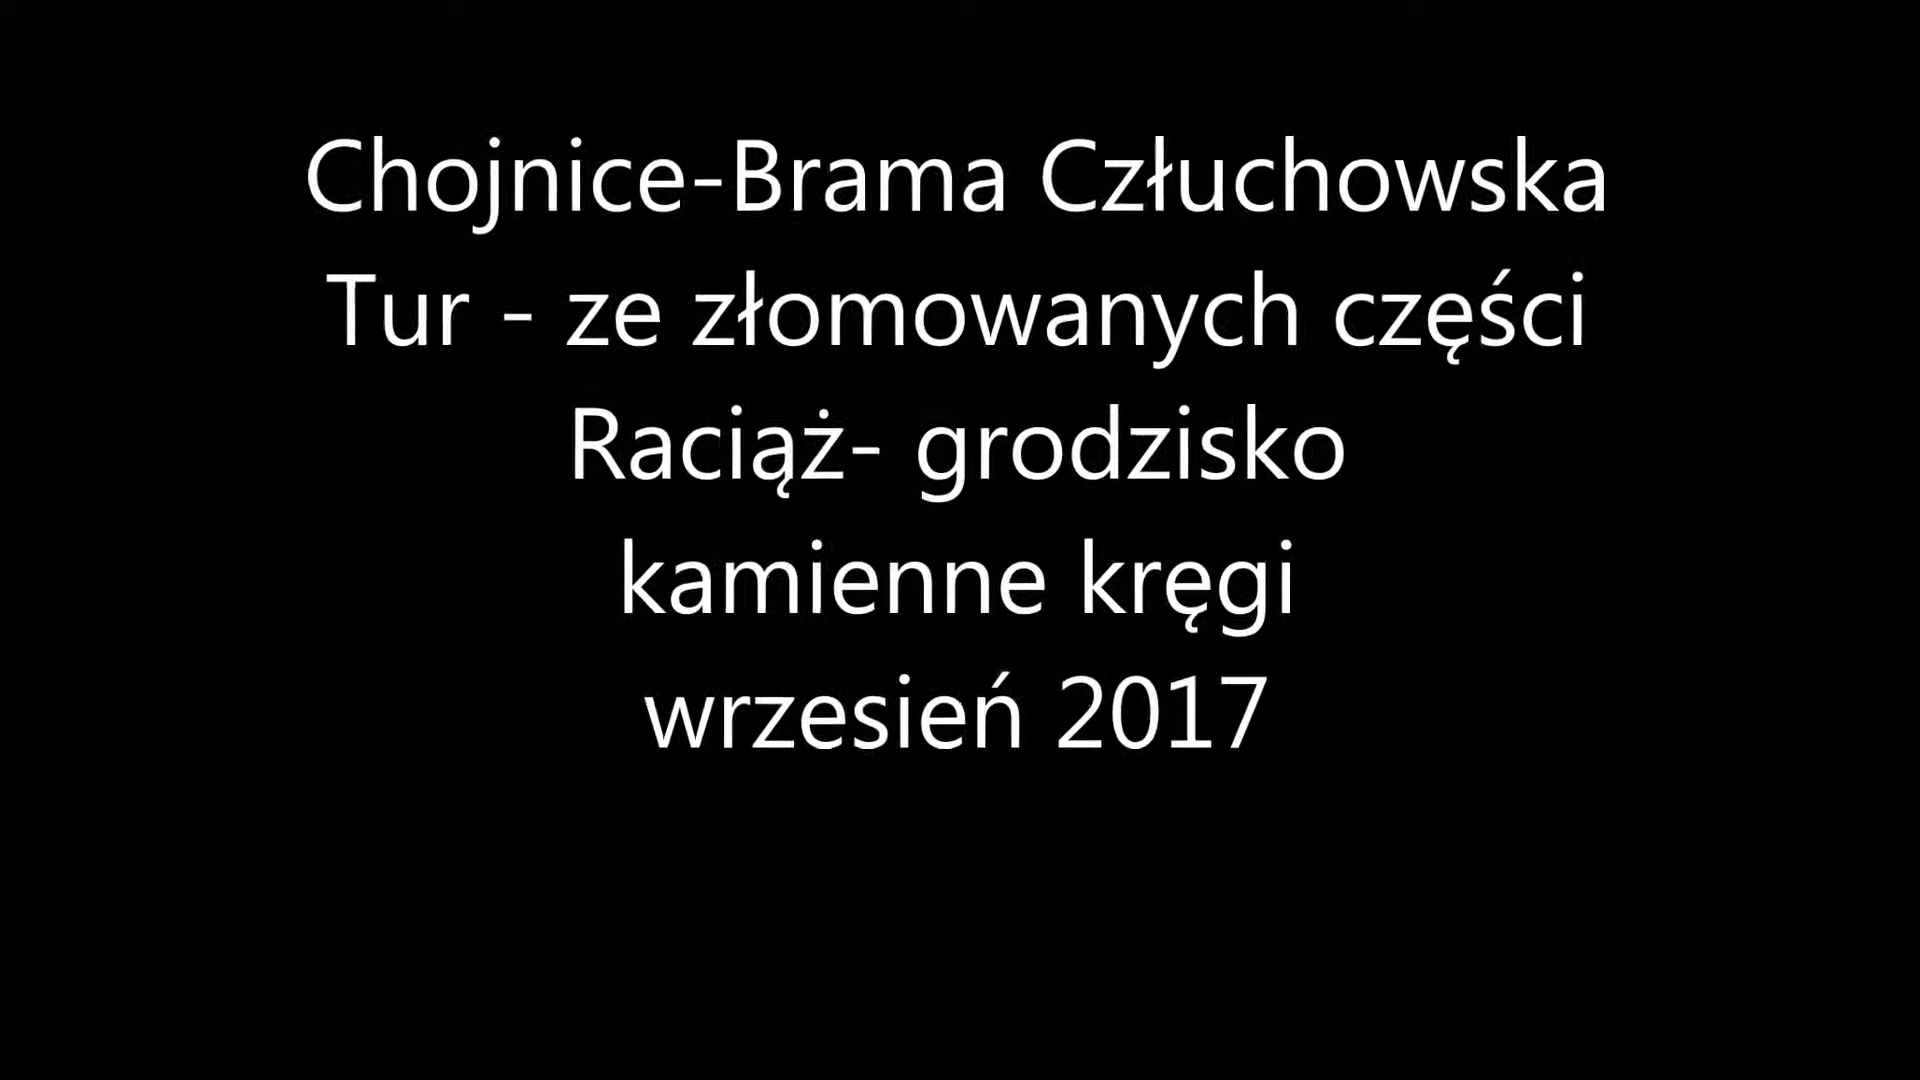 Chojnice-Brama Człuchowska
Tur - ze złomowanych części
Raciąż- grodzisko
kamienne kręgi
wrzesień 2017